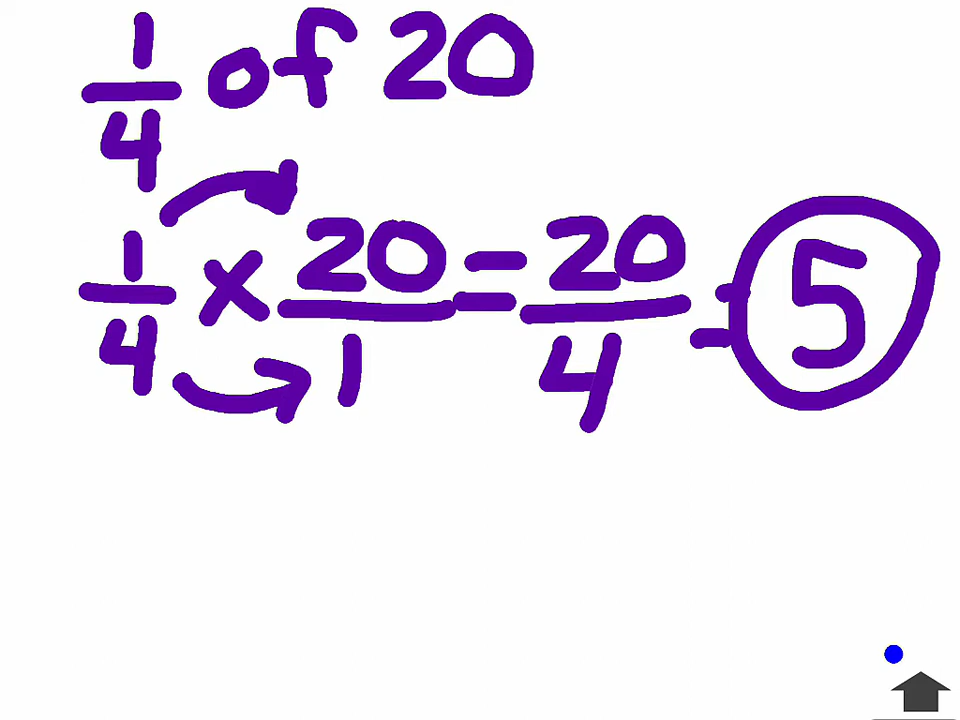 1/4 of 20
1/4 x 20/1 = 20/4 = 5